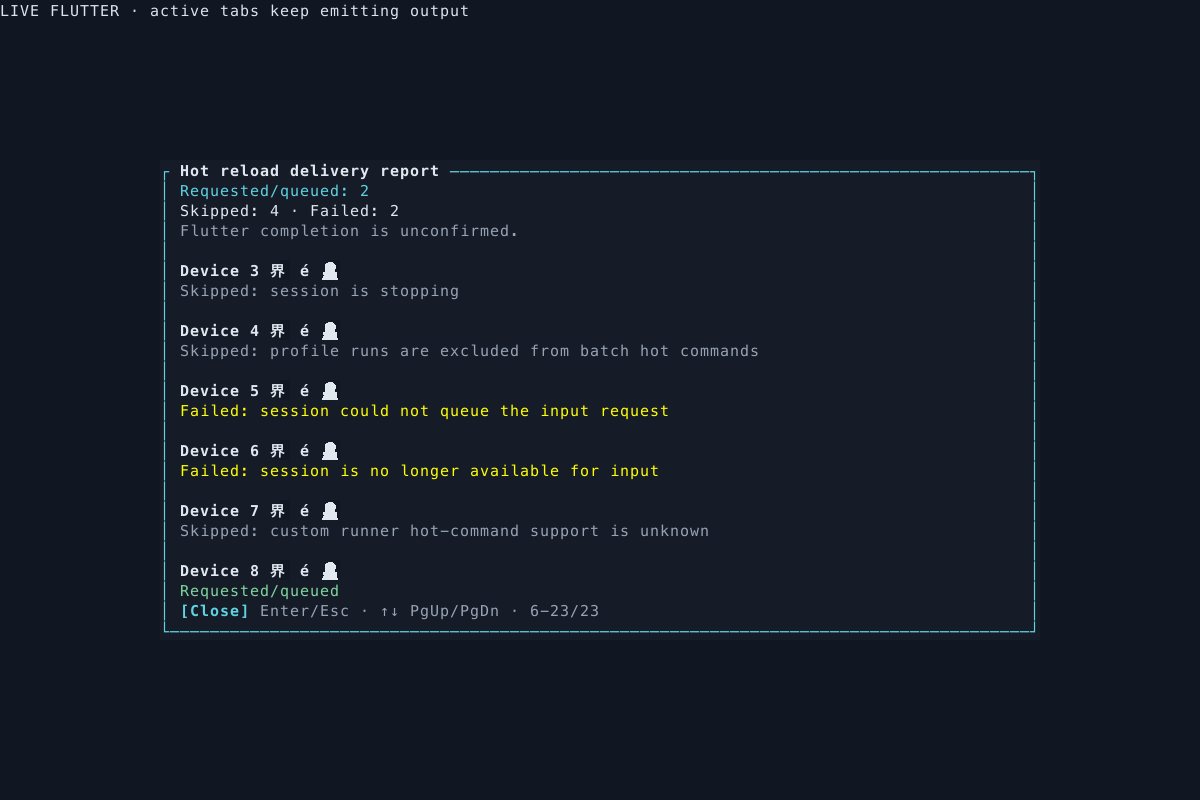 LIVE FLUTTER · active tabs keep emitting output
Hot reload delivery report
Requested/queued: 2
Skipped: 4 · Failed: 2
Flutter completion is unconfirmed.
Device 3 界 é
Skipped: session is stopping
Device 4 界 é
Skipped: profile runs are excluded from batch hot commands
Device 5 界 é
Failed: session could not queue the input request
Device 6 界 é
Failed: session is no longer available for input
Device 7 界 é
Skipped: custom runner hot-command support is unknown
Device 8 界 é
Requested/queued
[Close] Enter/Esc · ↑↓ PgUp/PgDn · 6-23/23